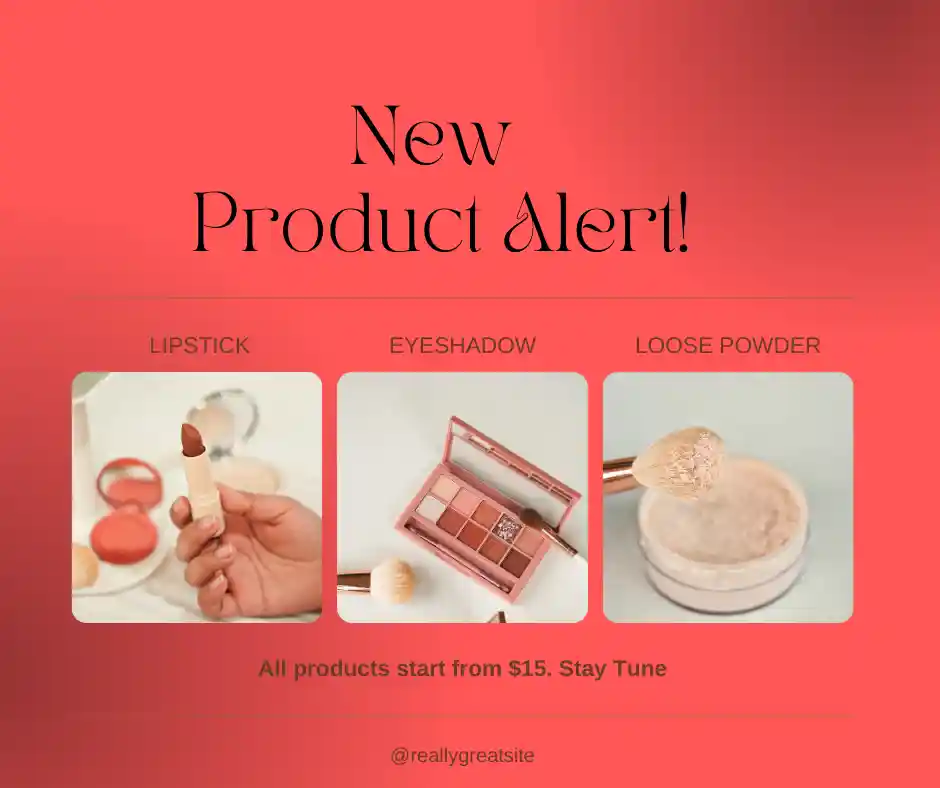 New
Product Alert!
LIPSTICK
EYESHADOW
LOOSE POWDER
All products start from $15. Stay Tune
@reallygreatsite